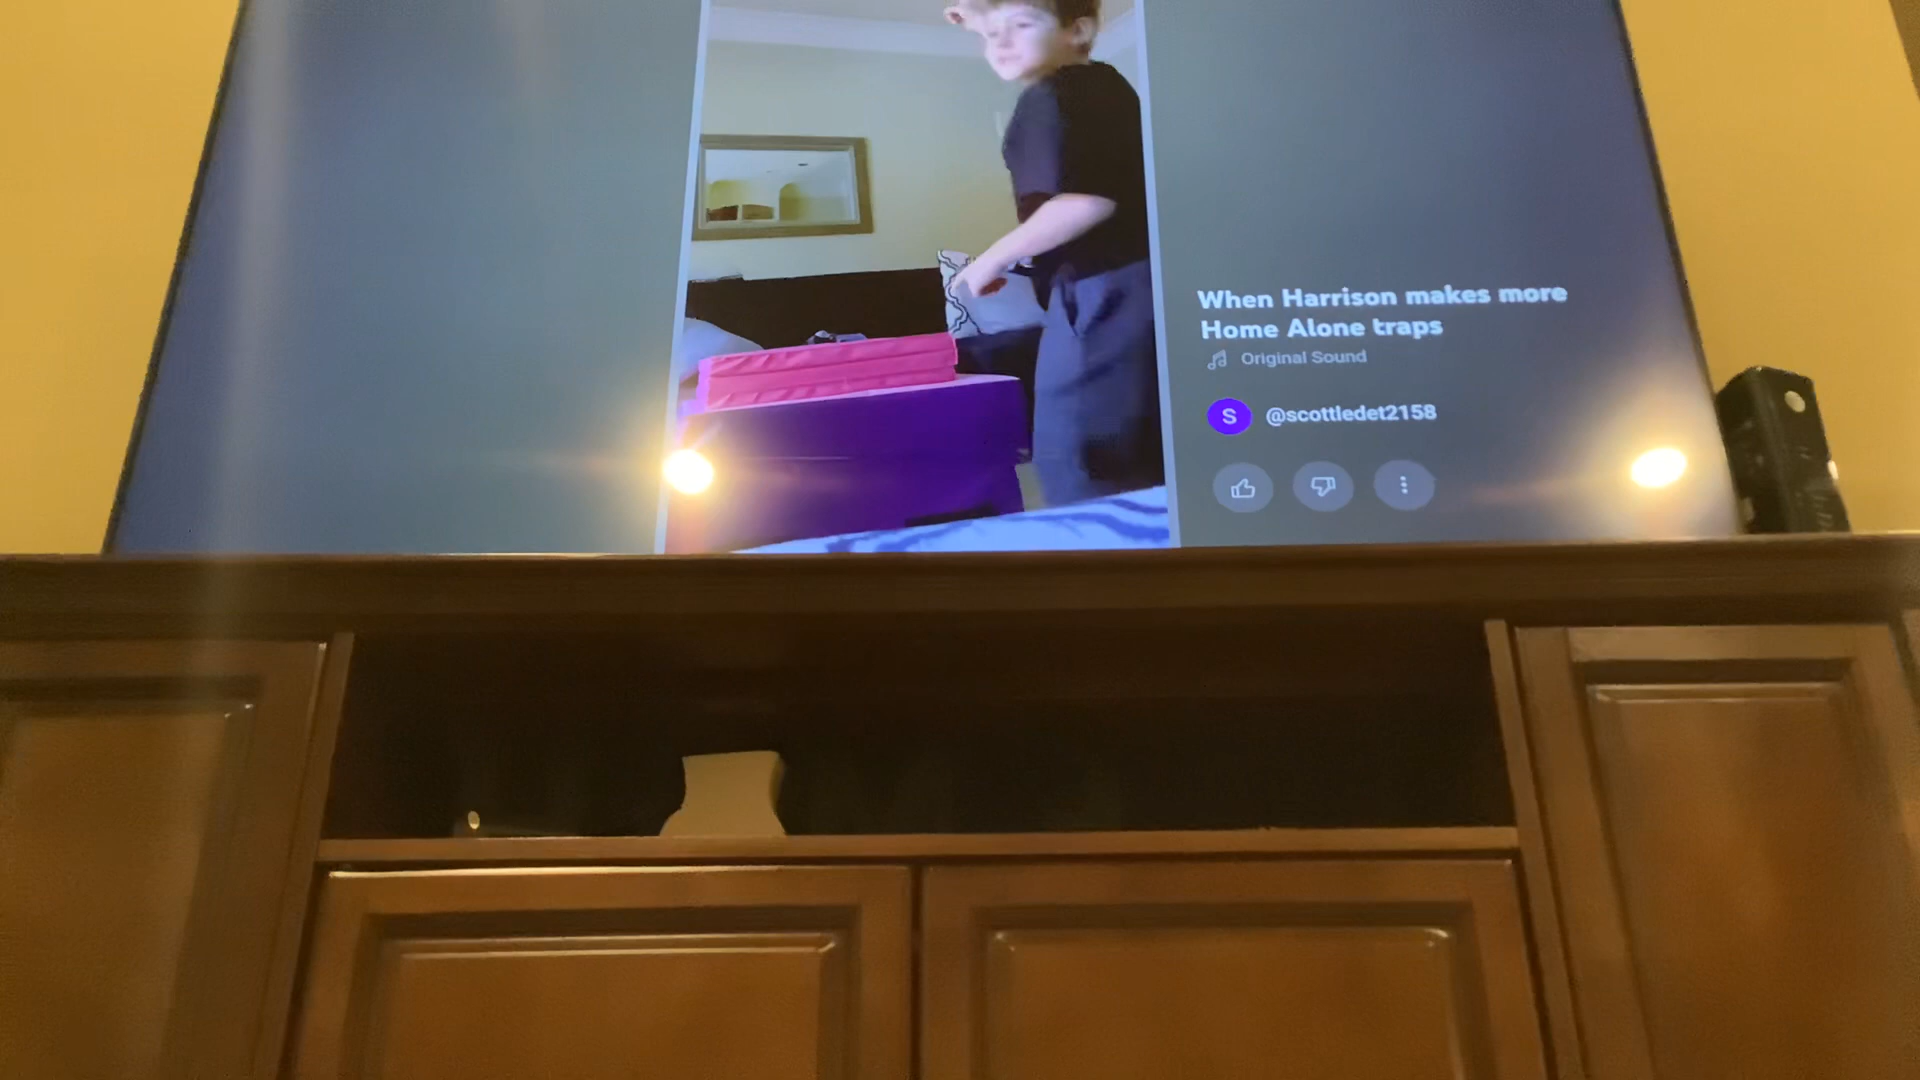 When Harrison makes more
Home Alone traps
Original Sound
S
@scottledet2158